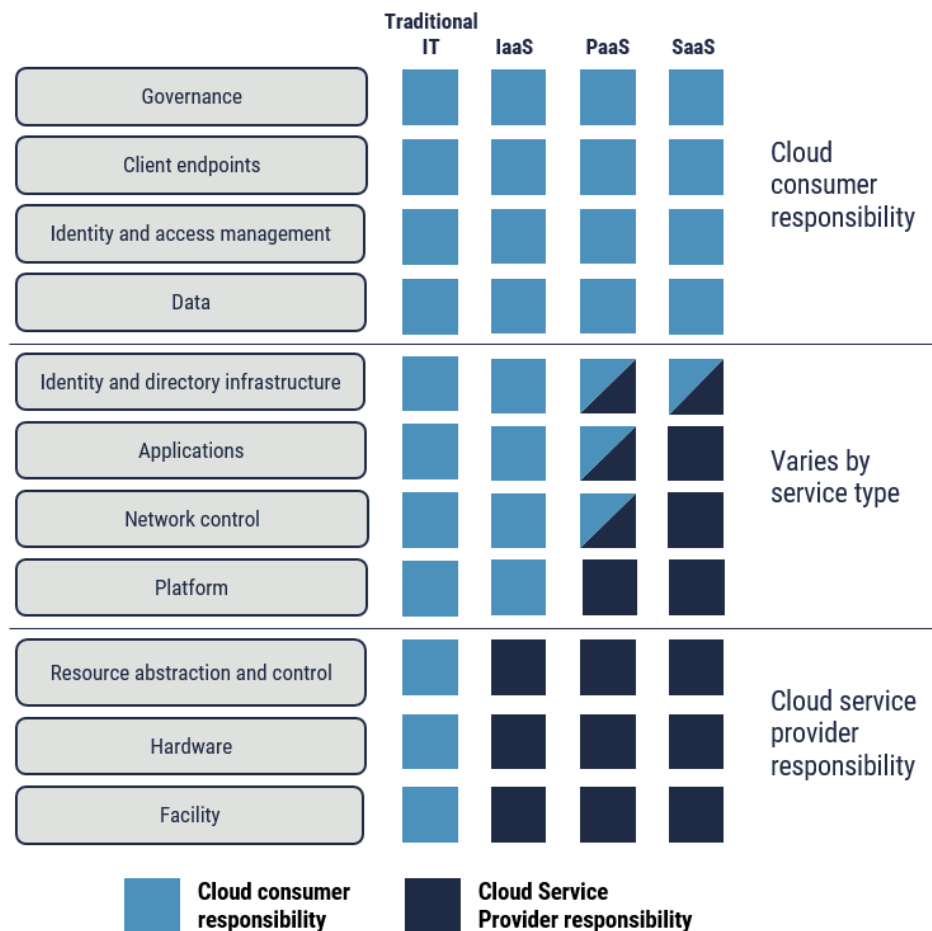 Traditional
IT IaaS PaaS SaaS
Governance
Client endpoints
Identity and access management
Data
Cloud
consumer
responsibility
Identity and directory infrastructure
Applications
Network control
Platform
Varies by
service type
Resource abstraction and control
Hardware
Facility
Cloud service
provider
responsibility
Cloud consumer
responsibility
Cloud Service
Provider responsibility